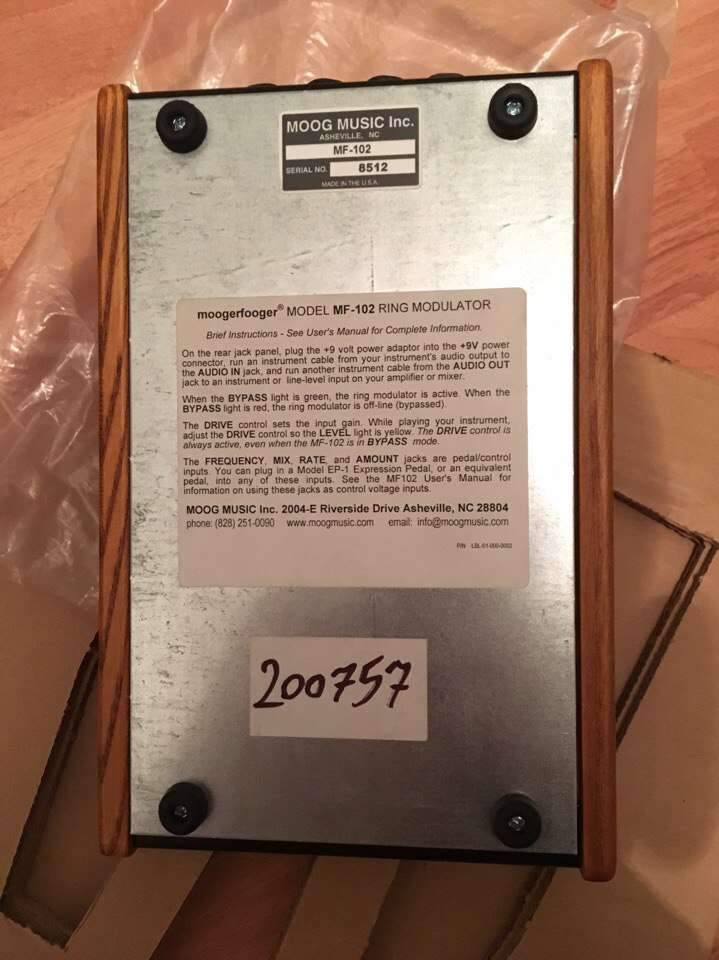 MOOG MUSIC Inc.
ASHEVILLE, NC
MF-102
SERIAL NO. 8512
MADE IN THE U.S.A.
moogerfooger® MODEL MF-102 RING MODULATOR
Brief Instructions - See User's Manual for Complete Information.
On the rear jack panel, plug the +9 volt power adaptor into the +9V power
connector, run an instrument cable from your instrument's audio output to
the AUDIO IN jack, and run another instrument cable from the AUDIO OUT
jack to an instrument or line-level input on your amplifier or mixer.
When the BYPASS light is green, the ring modulator is active. When the
BYPASS light is red, the ring modulator is off-line (bypassed).
The DRIVE control sets the input gain. While playing your instrument,
adjust the DRIVE control so the LEVEL light is yellow. The DRIVE control is
always active, even when the MF-102 is in BYPASS mode.
The FREQUENCY, MIX, RATE, and AMOUNT jacks are pedal/control
inputs. You can plug in a Model EP-1 Expression Pedal, or an equivalent
pedal, into any of these inputs. See the MF102 User's Manual for
information on using these jacks as control voltage inputs.
MOOG MUSIC Inc. 2004-E Riverside Drive Asheville, NC 28804
phone: (828) 251-0090 www.moogmusic.com email: info@moogmusic.com
P/N LBL-01-000-0002
200757